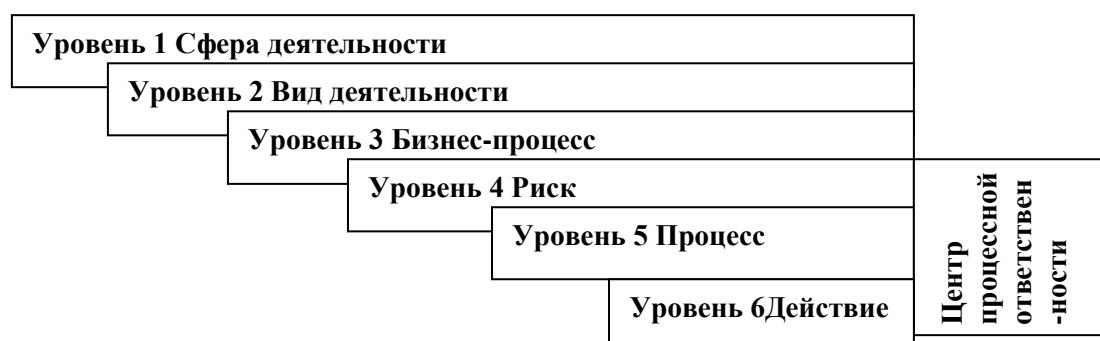 Уровень 1 Сфера деятельности
Уровень 2 Вид деятельности
Уровень 3 Бизнес-процесс
Уровень 4 Риск
Уровень 5 Процесс
Уровень 6Действие
Центр
процессной
ответствен
-ности